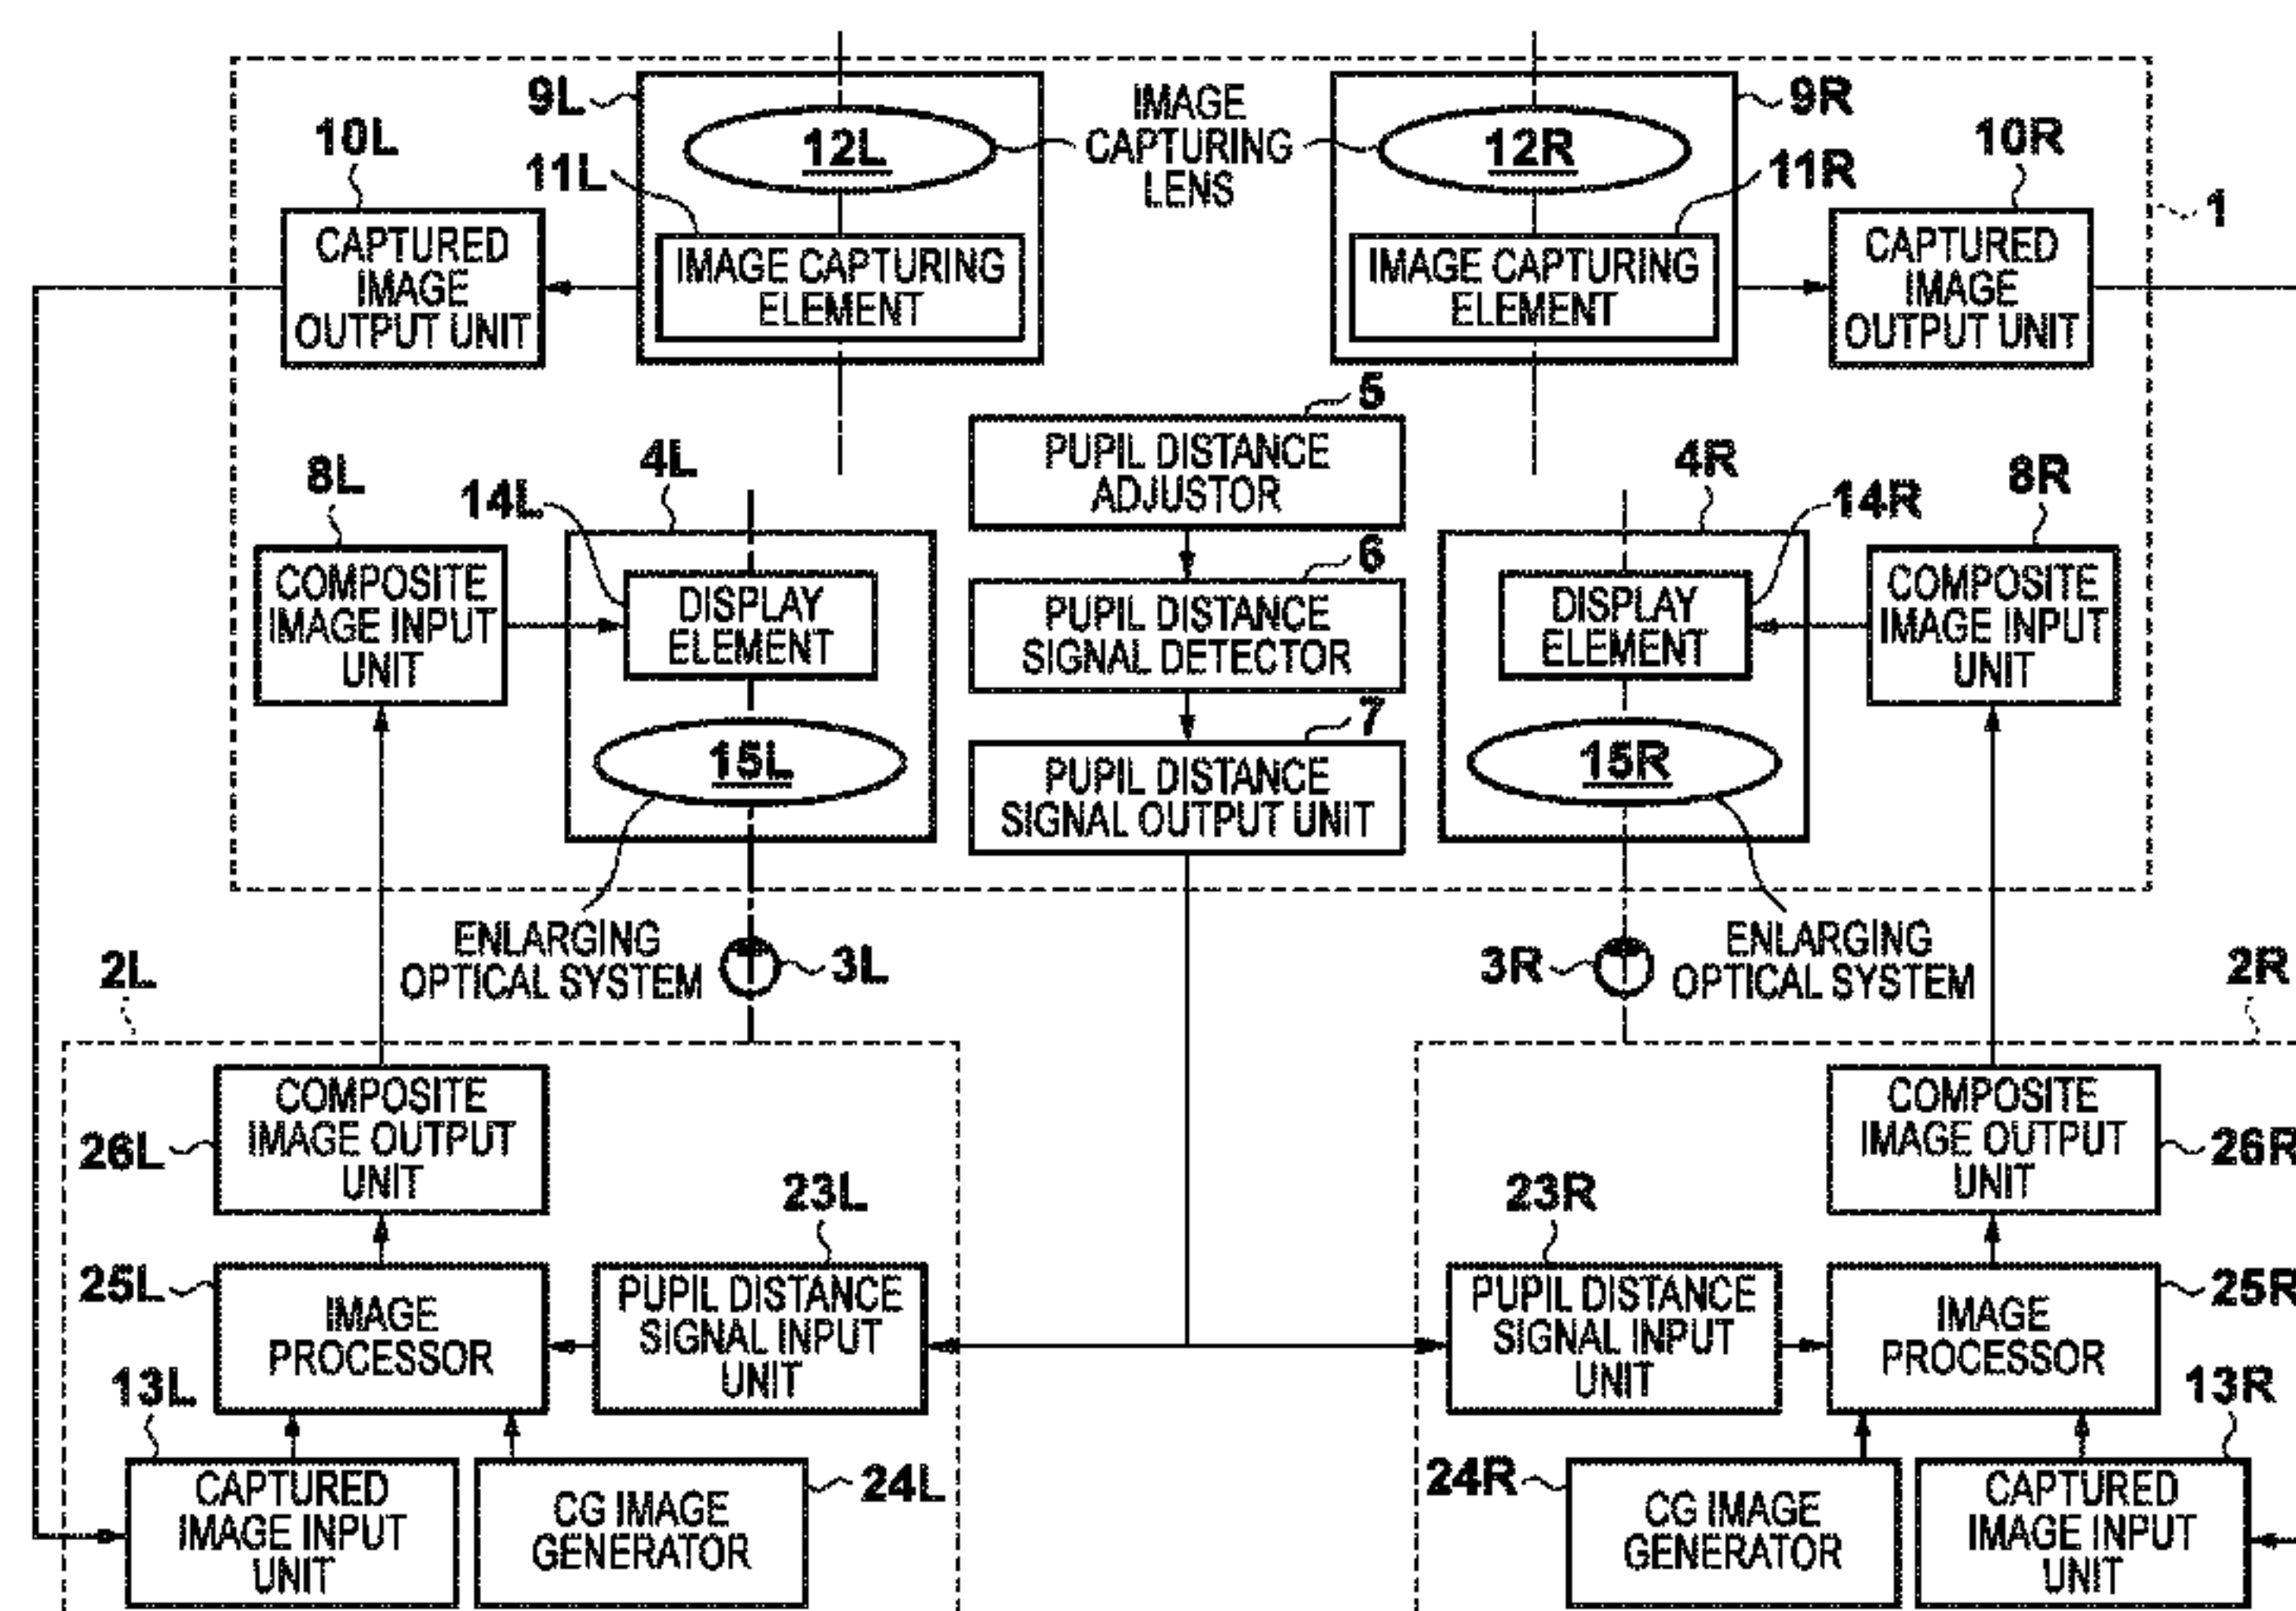 9L
IMAGE
CAPTURING
LENS
9R
10L
12L
12R
10R
11L
11R
1
CAPTURED
IMAGE
OUTPUT UNIT
IMAGE CAPTURING
ELEMENT
IMAGE CAPTURING
ELEMENT
CAPTURED
IMAGE
OUTPUT UNIT
5
PUPIL DISTANCE
ADJUSTOR
8L
14L
4L
4R
14R
8R
COMPOSITE
IMAGE INPUT
UNIT
DISPLAY
ELEMENT
6
PUPIL DISTANCE
SIGNAL DETECTOR
DISPLAY
ELEMENT
COMPOSITE
IMAGE INPUT
UNIT
15L
7
PUPIL DISTANCE
SIGNAL OUTPUT UNIT
15R
ENLARGING
OPTICAL SYSTEM
3L
3R
ENLARGING
OPTICAL SYSTEM
2L
2R
COMPOSITE
IMAGE OUTPUT
UNIT
26L
COMPOSITE
IMAGE OUTPUT
UNIT
26R
23L
23R
25L
IMAGE
PROCESSOR
PUPIL DISTANCE
SIGNAL INPUT
UNIT
PUPIL DISTANCE
SIGNAL INPUT
UNIT
IMAGE
PROCESSOR
25R
13L
13R
CAPTURED
IMAGE INPUT
UNIT
CG IMAGE
GENERATOR
24L
24R
CG IMAGE
GENERATOR
CAPTURED
IMAGE INPUT
UNIT